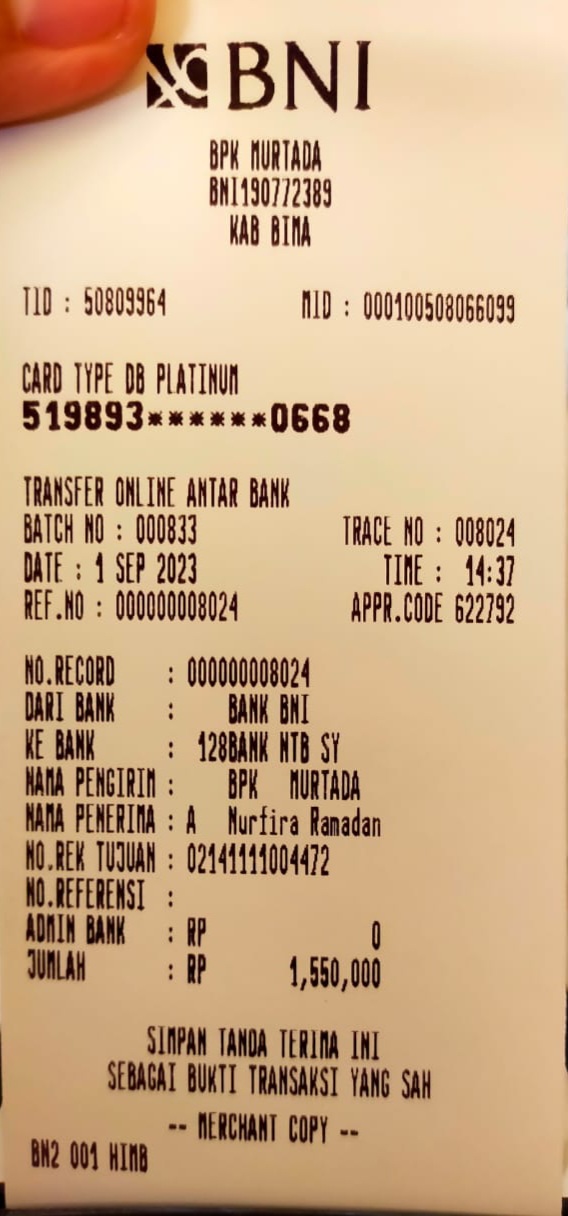 BNI
BPK MURTADA
BNI190772389
KAB BIMA
TID : 50809964 MID : 000100508066099
CARD TYPE DB PLATINUM
519893******0668
TRANSFER ONLINE ANTAR BANK
BATCH NO : 000833 TRACE NO : 008024
DATE : 1 SEP 2023 TIME : 14:37
REF.NO : 000000008024 APPR.CODE 622792
NO.RECORD : 000000008024
DARI BANK : BANK BNI
KE BANK : 128BANK NTB SY
NAMA PENGIRIM : BPK MURTADA
NAMA PENERIMA : A Nurfira Ramadan
NO.REK TUJUAN : 02141111004472
NO.REFERENSI :
ADMIN BANK : RP 0
JUMLAH : RP 1,550,000
SIMPAN TANDA TERIMA INI
SEBAGAI BUKTI TRANSAKSI YANG SAH
-- MERCHANT COPY --
BN2 001 HIMB